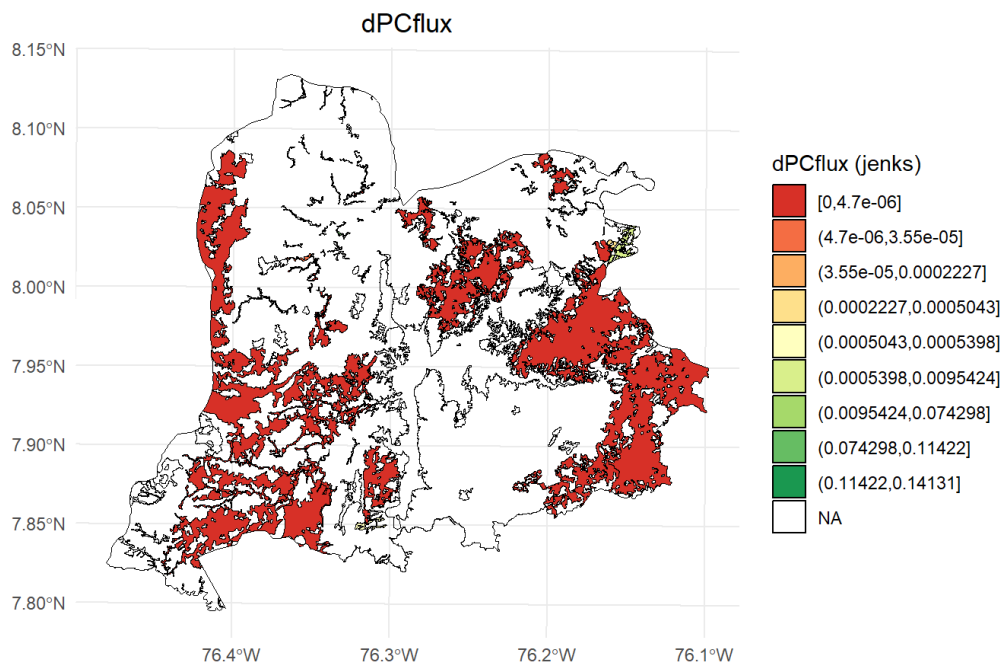 dPCflux
8.15°N
8.10°N
8.05°N
8.00°N
7.95°N
7.90°N
7.85°N
7.80°N
76.4°W
76.3°W
76.2°W
76.1°W
dPCflux (jenks)
[0,4.7e-06]
(4.7e-06,3.55e-05]
(3.55e-05,0.0002227]
(0.0002227,0.0005043]
(0.0005043,0.0005398]
(0.0005398,0.0095424]
(0.0095424,0.074298]
(0.074298,0.11422]
(0.11422,0.14131]
NA